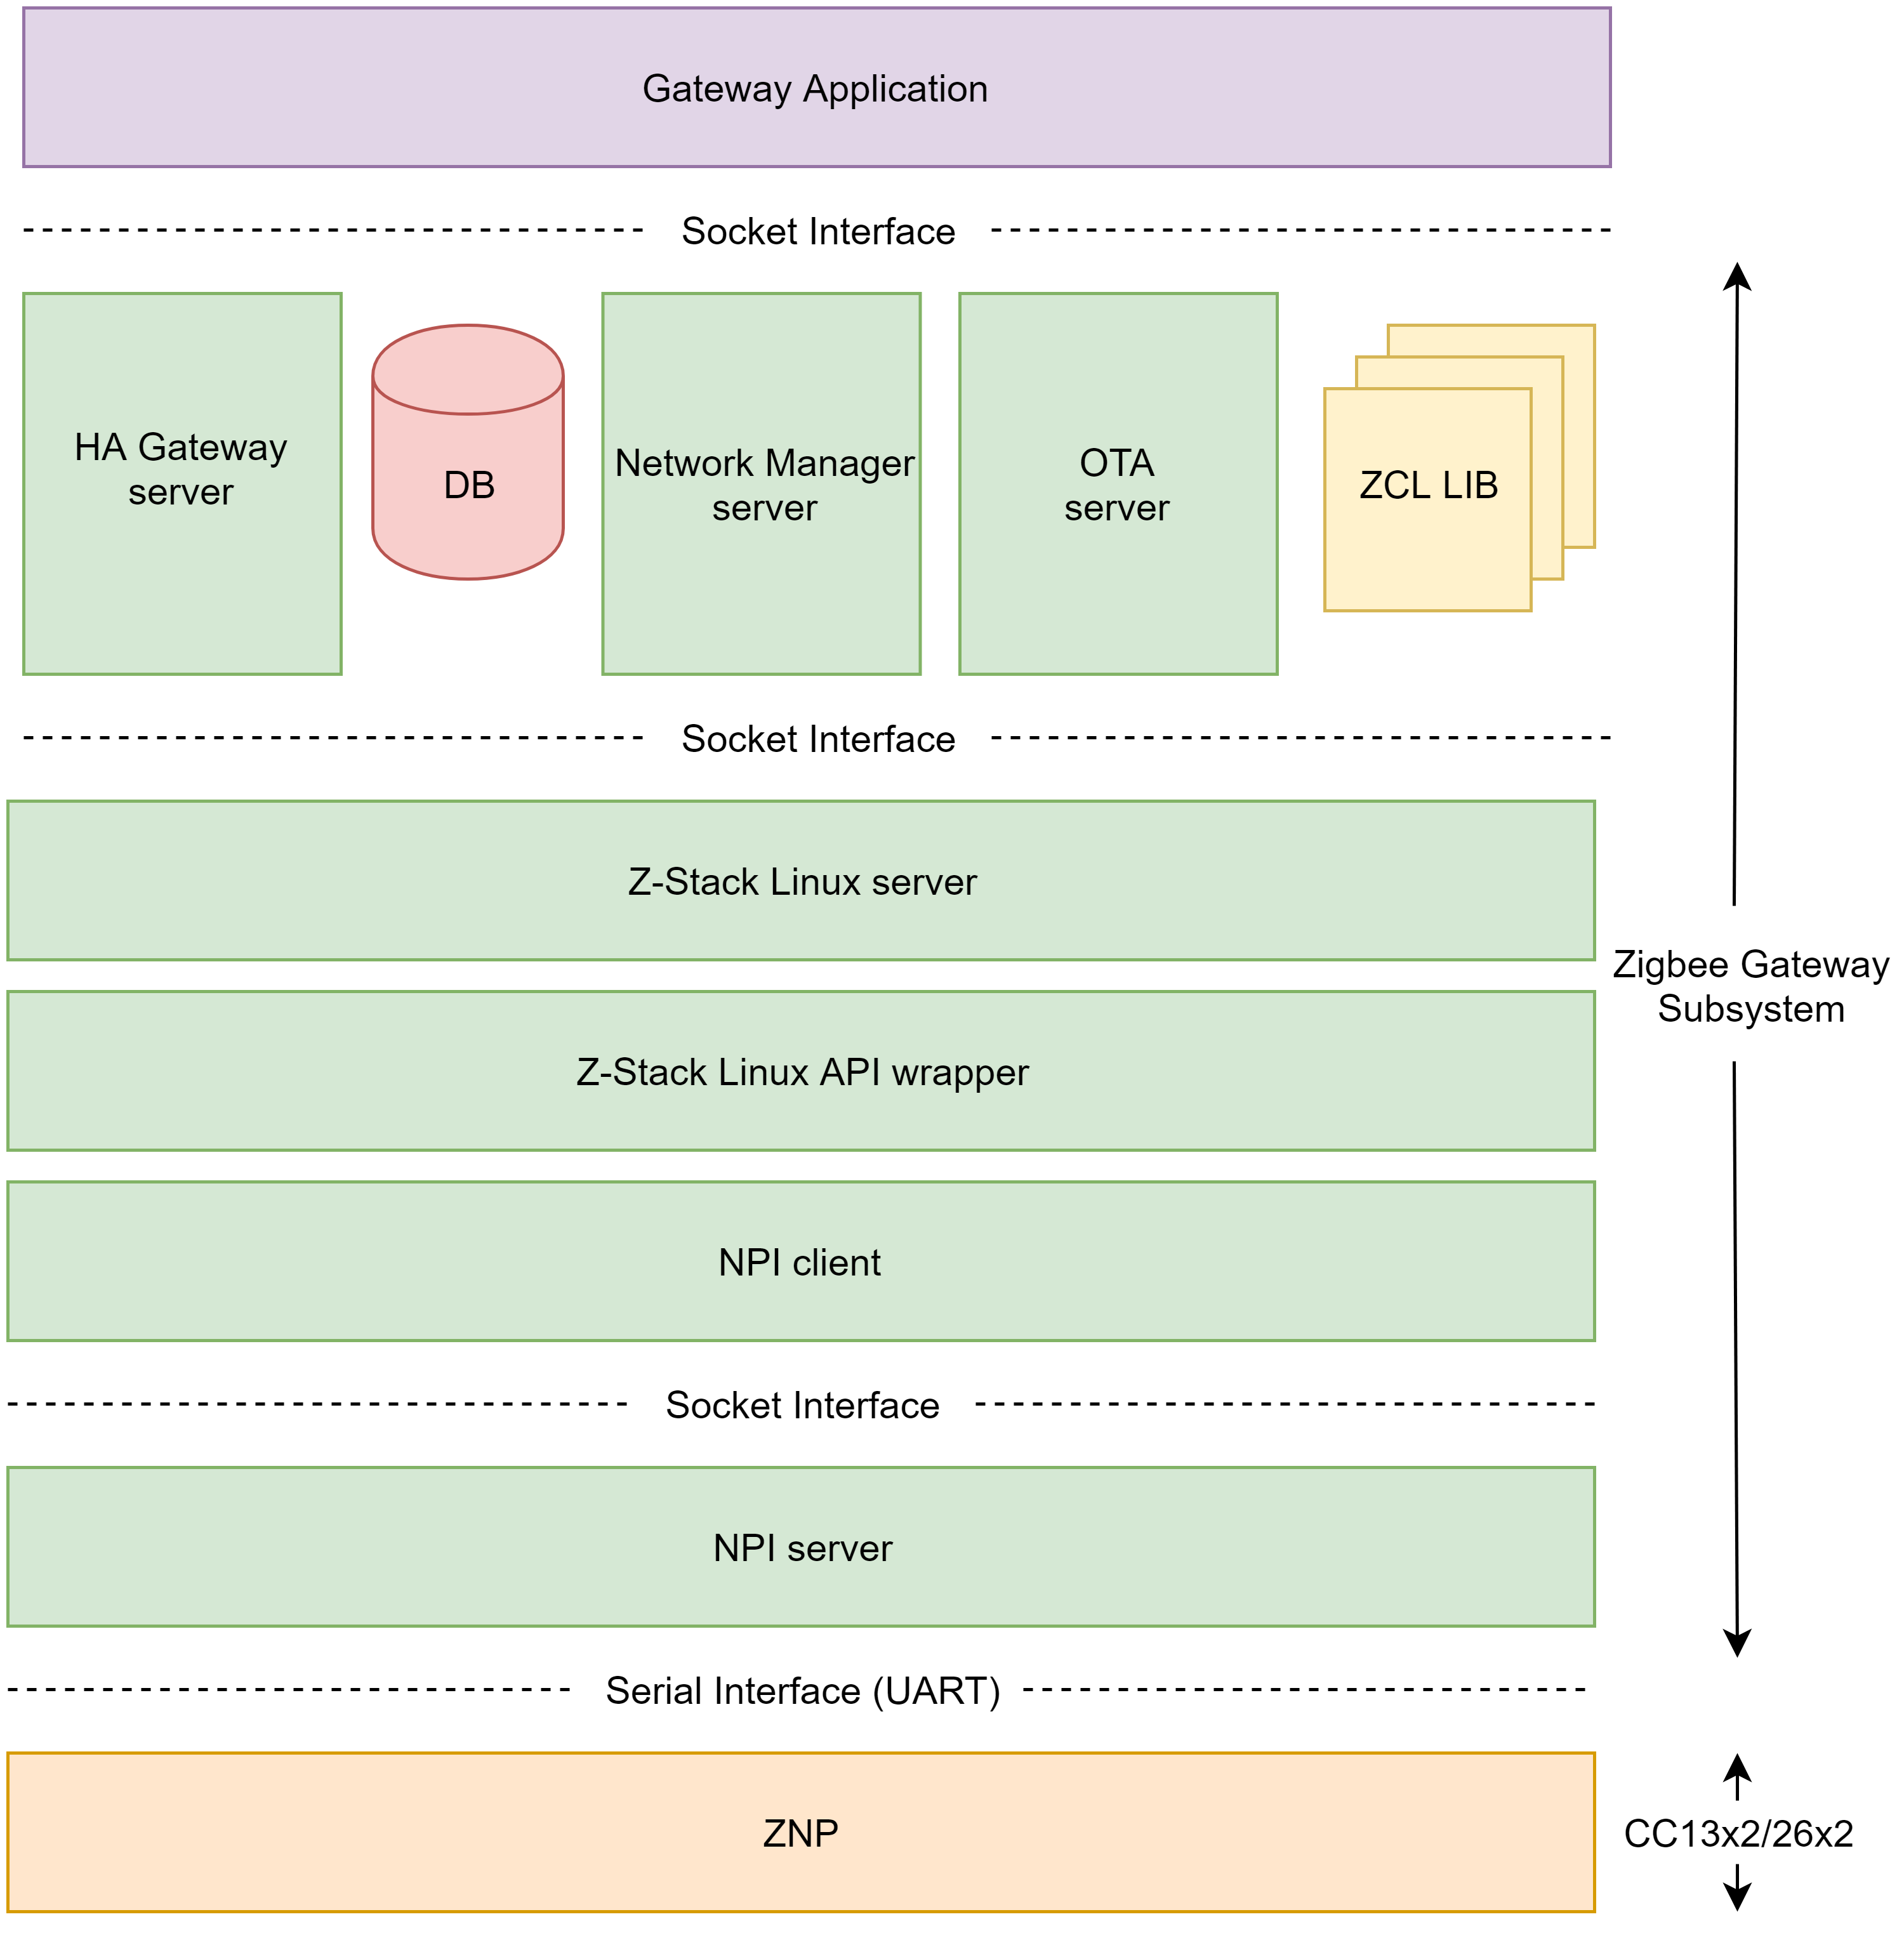 Gateway Application
Socket Interface
HA Gateway
server
DB
Network Manager
server
OTA
server
ZCL LIB
Socket Interface
Z-Stack Linux server
Zigbee Gateway
Subsystem
Z-Stack Linux API wrapper
NPI client
Socket Interface
NPI server
Serial Interface (UART)
ZNP
CC13x2/26x2